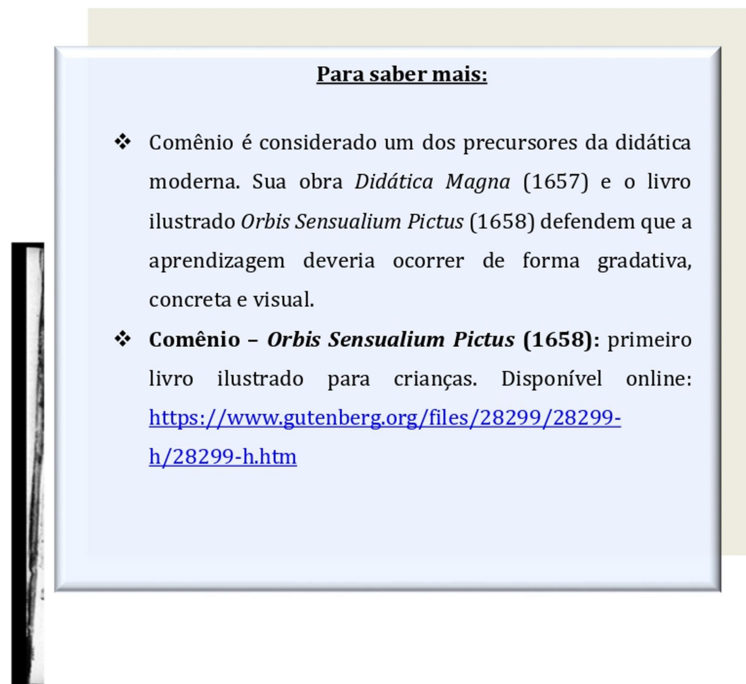 Para saber mais:
❖ Comênio é considerado um dos precursores da didática
moderna. Sua obra Didática Magna (1657) e o livro
ilustrado Orbis Sensualium Pictus (1658) defendem que a
aprendizagem deveria ocorrer de forma gradativa,
concreta e visual.
❖ Comênio – Orbis Sensualium Pictus (1658): primeiro
livro ilustrado para crianças. Disponível online:
https://www.gutenberg.org/files/28299/28299-
h/28299-h.htm